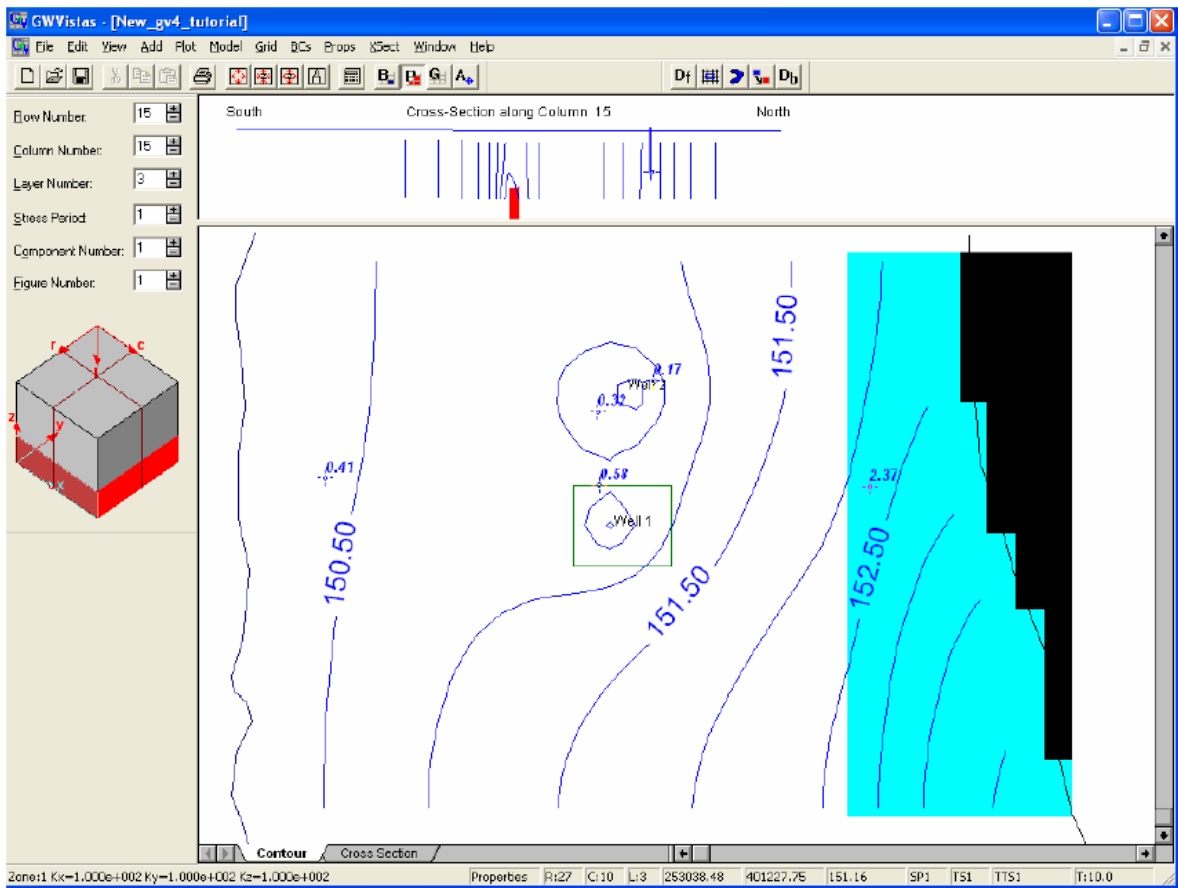 GWVistas - [New_gv4_tutorial]
File Edit View Add Plot Model Grid BCs Props XSect Window Help
Df Db
Row Number: 15
Column Number: 15
Layer Number: 3
Stress Period: 1
Component Number: 1
Figure Number: 1
South Cross-Section along Column 15 North
r c
z y
x
151.50
0.17
Well 2
0.32
0.41
0.58
2.37
Well 1
150.50
152.50
151.50
Contour Cross Section
Zone:1 Kx=1.000e+002 Ky=1.000e+002 Kz=1.000e+002 Properties R:27 C:10 L:3 253038.48 401227.75 151.16 SP1 TS1 TTS1 T:10.0